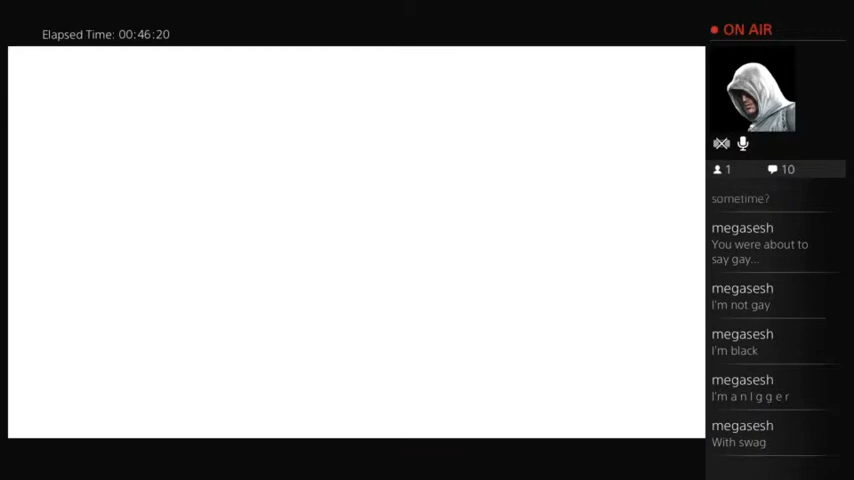 Elapsed Time: 00:46:20
ON AIR
1
10
sometime?
megasesh
You were about to
say gay...
megasesh
I'm not gay
megasesh
I'm black
megasesh
I'm a n I g g e r
megasesh
With swag